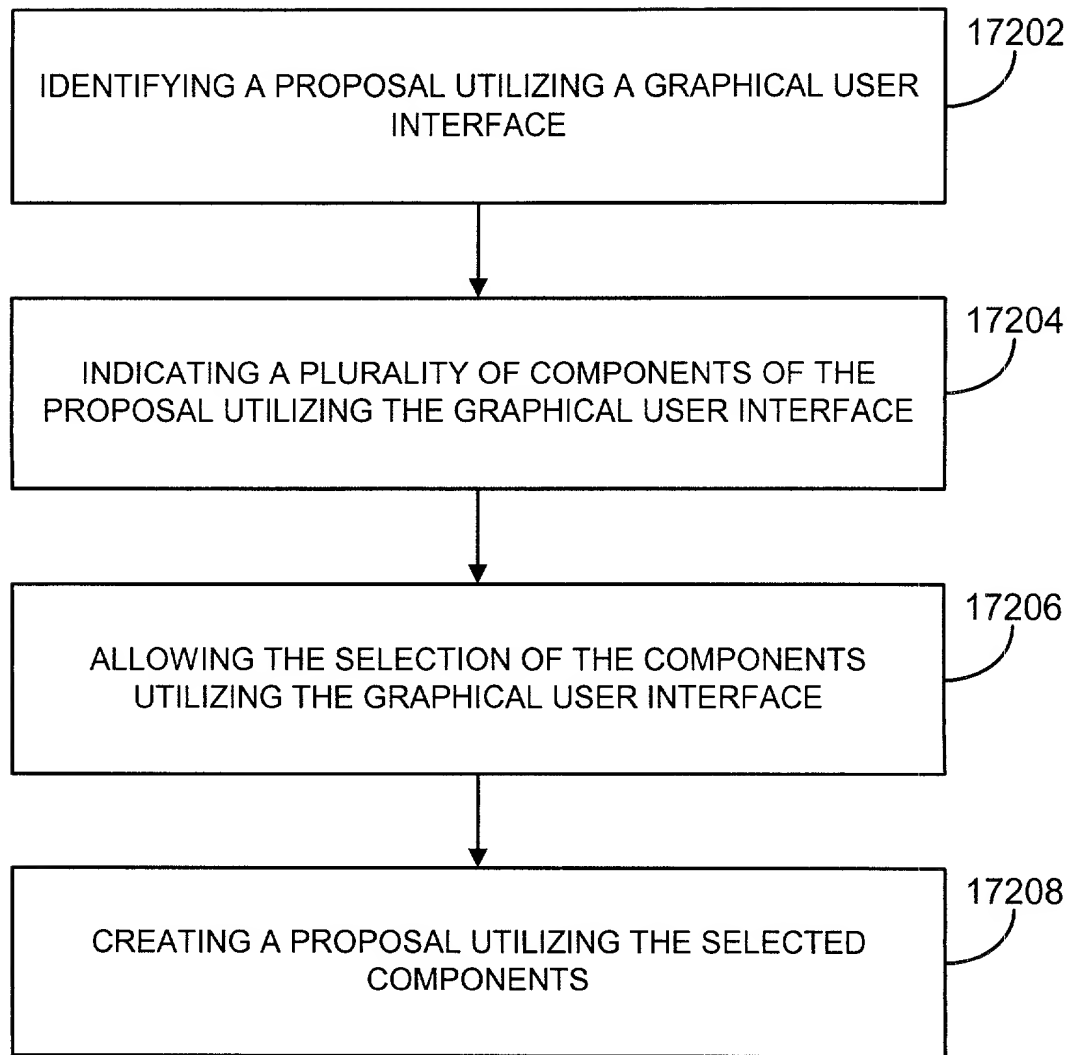 17202
IDENTIFYING A PROPOSAL UTILIZING A GRAPHICAL USER
INTERFACE
17204
INDICATING A PLURALITY OF COMPONENTS OF THE
PROPOSAL UTILIZING THE GRAPHICAL USER INTERFACE
17206
ALLOWING THE SELECTION OF THE COMPONENTS
UTILIZING THE GRAPHICAL USER INTERFACE
17208
CREATING A PROPOSAL UTILIZING THE SELECTED
COMPONENTS